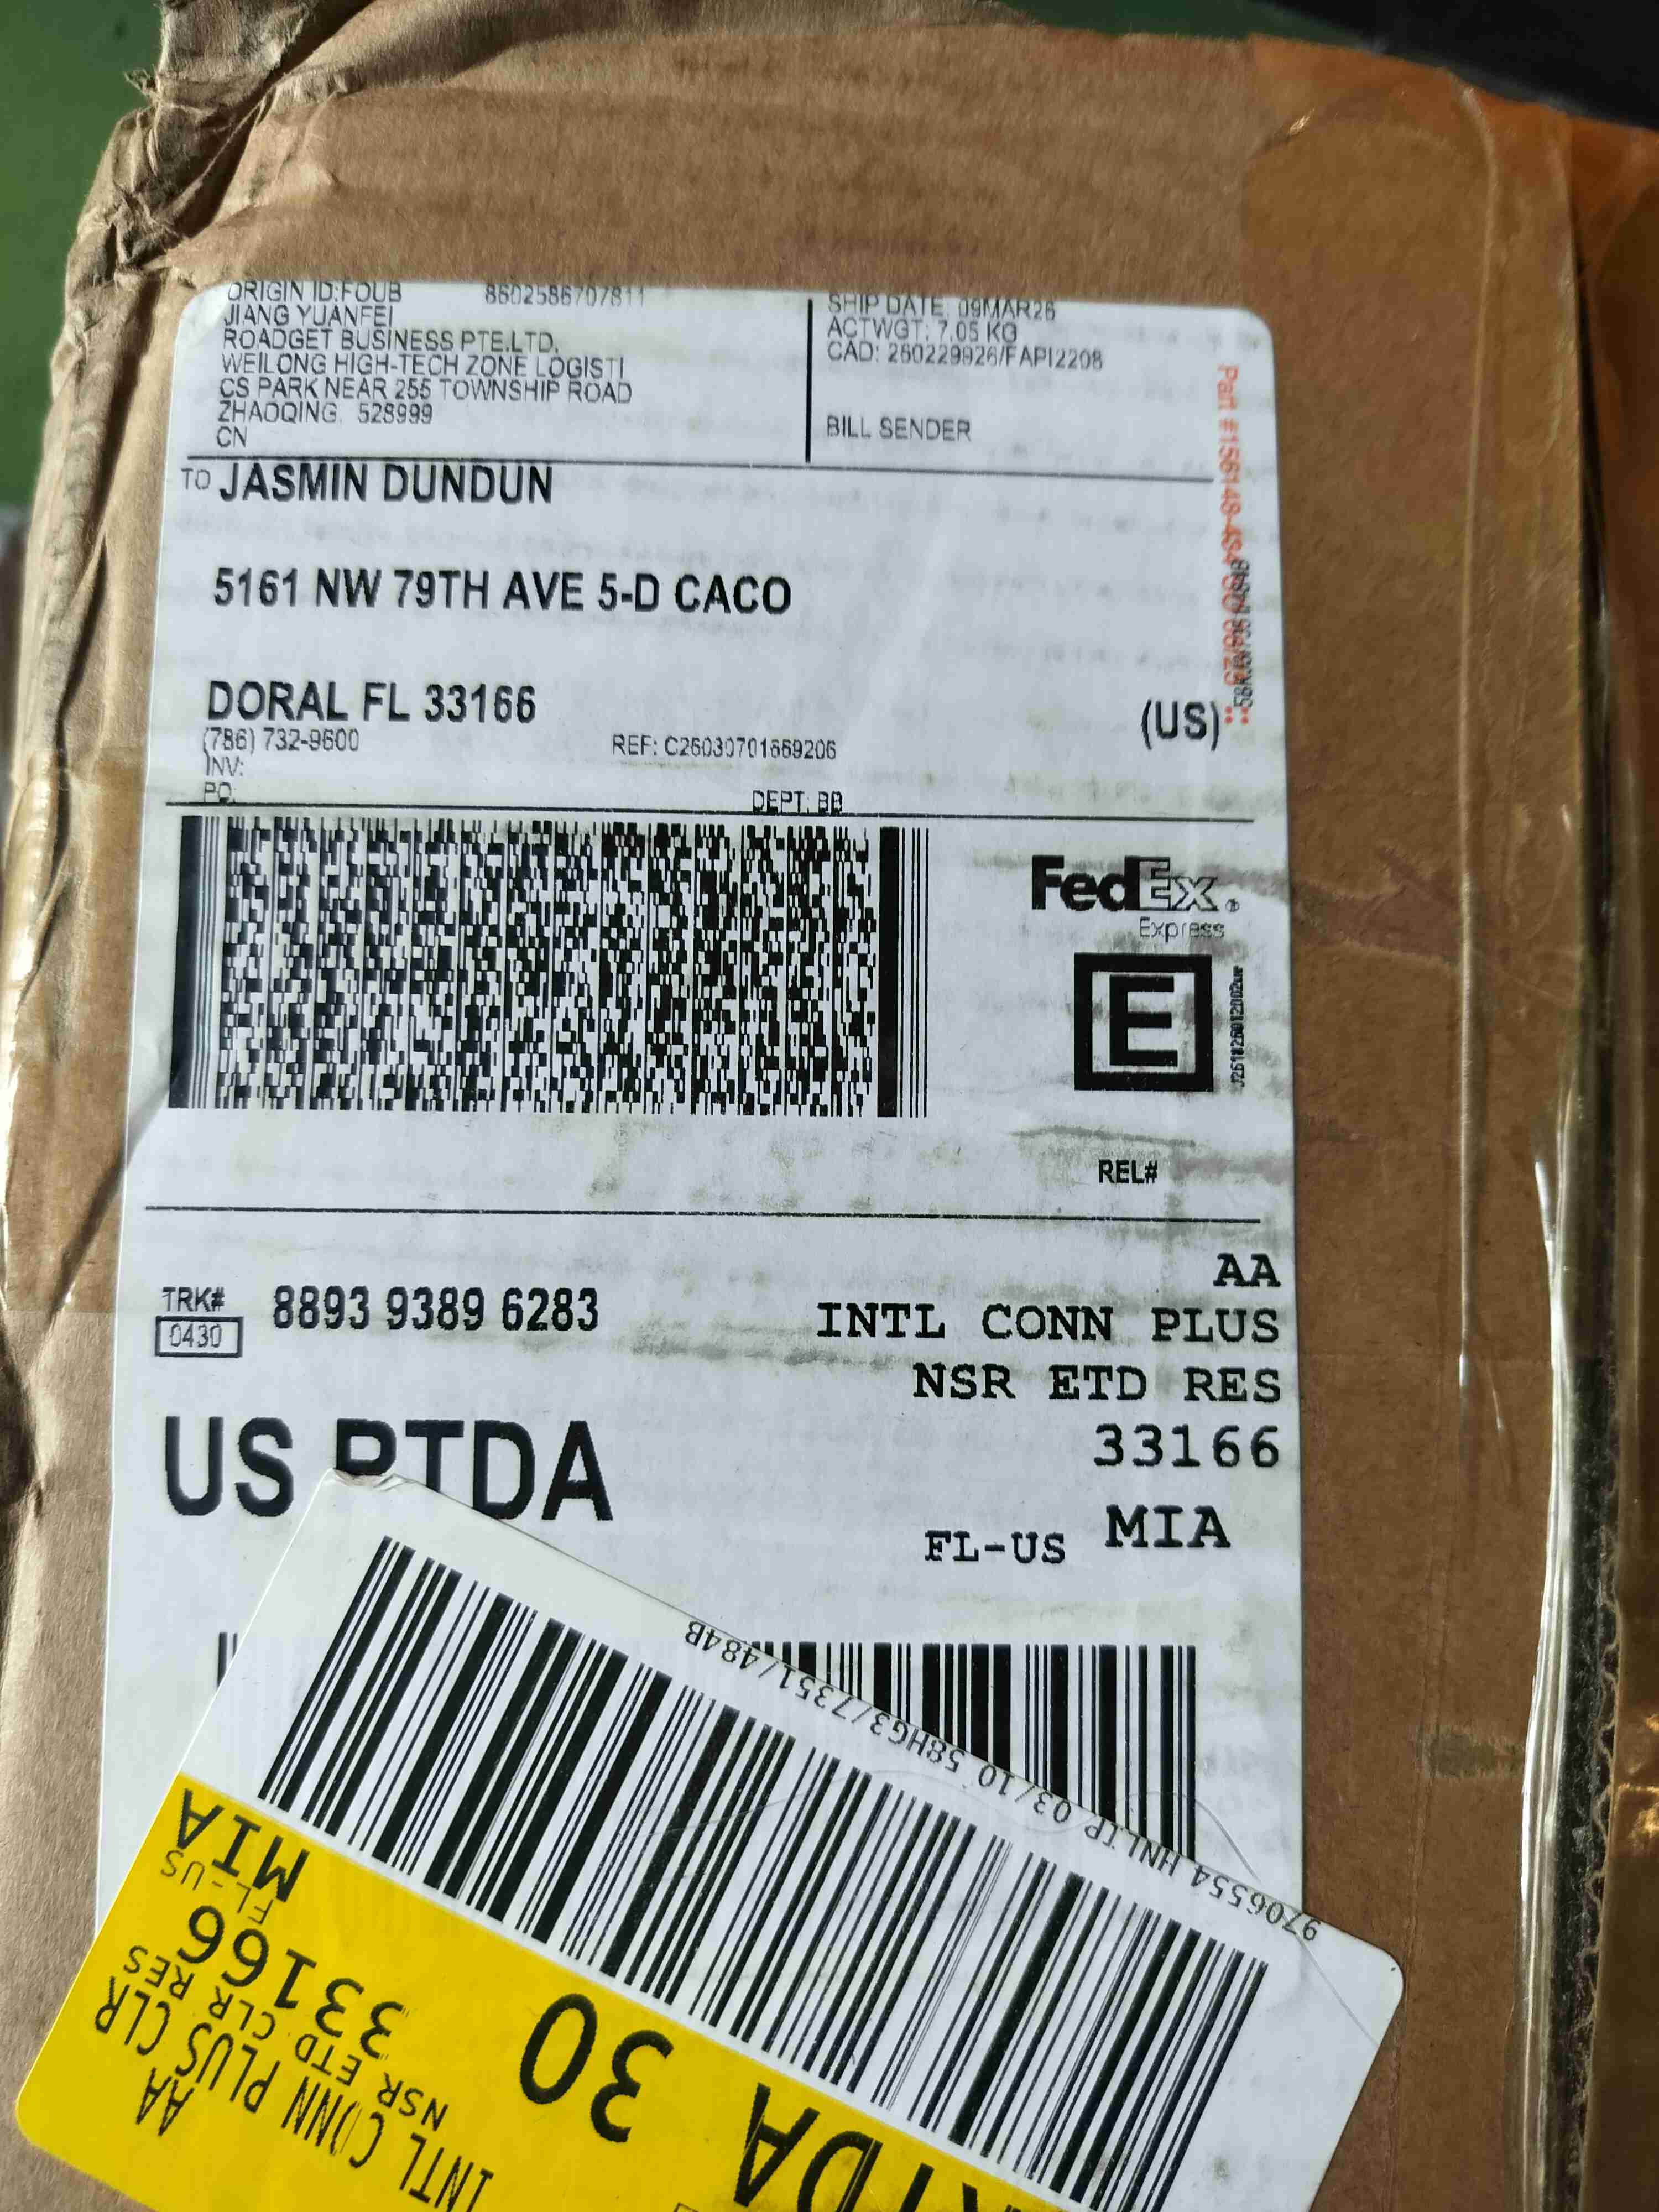 ORIGIN ID:FOUB 8602586707811
JIANG YUANFEI
ROADGET BUSINESS PTE.LTD.
WEILONG HIGH-TECH ZONE LOGISTI
CS PARK NEAR 255 TOWNSHIP ROAD
ZHAOQING, 528999
CN
SHIP DATE: 09MAR26
ACTWGT: 7.05 KG
CAD: 260229926/FAPI2208
BILL SENDER
TO JASMIN DUNDUN
5161 NW 79TH AVE 5-D CACO
DORAL FL 33166
(US)
(786) 732-9600
REF: C26030701669206
INV:
PO:
DEPT: BB
FedEx®
Express
E
REL#
TRK#
0430
8893 9389 6283
AA
INTL CONN PLUS
NSR ETD RES
33166
FL-US MIA
US RTDA
9706554 HNLTP 03/10 58HG3/7351/484B
30
AA
INTL CONN PLUS CLR
NSR ETD CLR RES
33166
FL-US
MIA
A